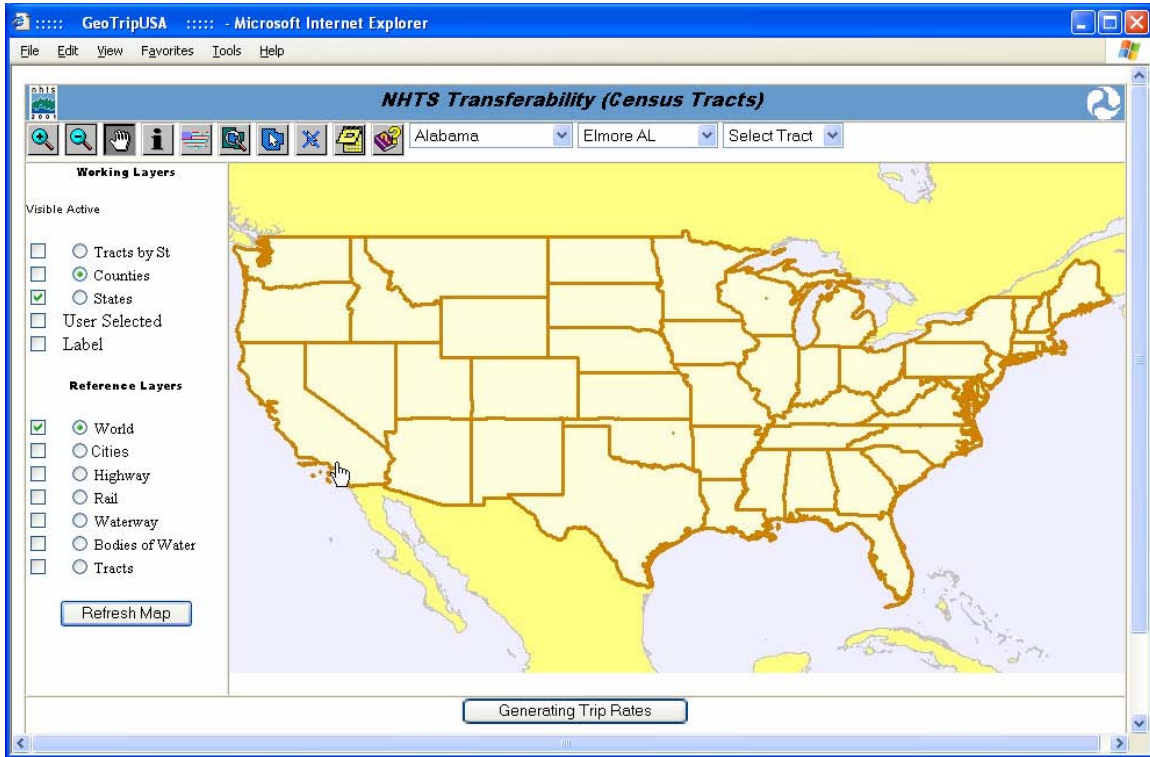 ::::: GeoTripUSA ::::: - Microsoft Internet Explorer
File Edit View Favorites Tools Help
nhts
2001
NHTS Transferability (Census Tracts)
Alabama Elmore AL Select Tract
Working Layers
Visible Active
Tracts by St
Counties
States
User Selected
Label
Reference Layers
World
Cities
Highway
Rail
Waterway
Bodies of Water
Tracts
Refresh Map
Generating Trip Rates